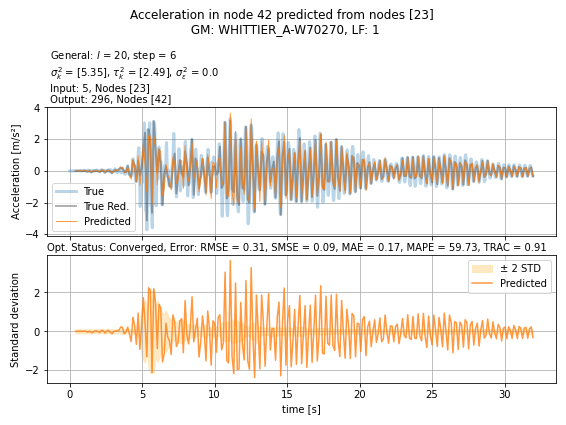 Acceleration in node 42 predicted from nodes [23]
GM: WHITTIER_A-W70270, LF: 1
General: l = 20, step = 6
σ²ₖ = [5.35], τ²ₖ = [2.49], σ²ε = 0.0
Input: 5, Nodes [23]
Output: 296, Nodes [42]
Acceleration [m/s²]
4
2
0
−2
−4
True
True Red.
Predicted
Opt. Status: Converged, Error: RMSE = 0.31, SMSE = 0.09, MAE = 0.17, MAPE = 59.73, TRAC = 0.91
Standard deviation
2
0
−2
± 2 STD
Predicted
0 5 10 15 20 25 30
time [s]